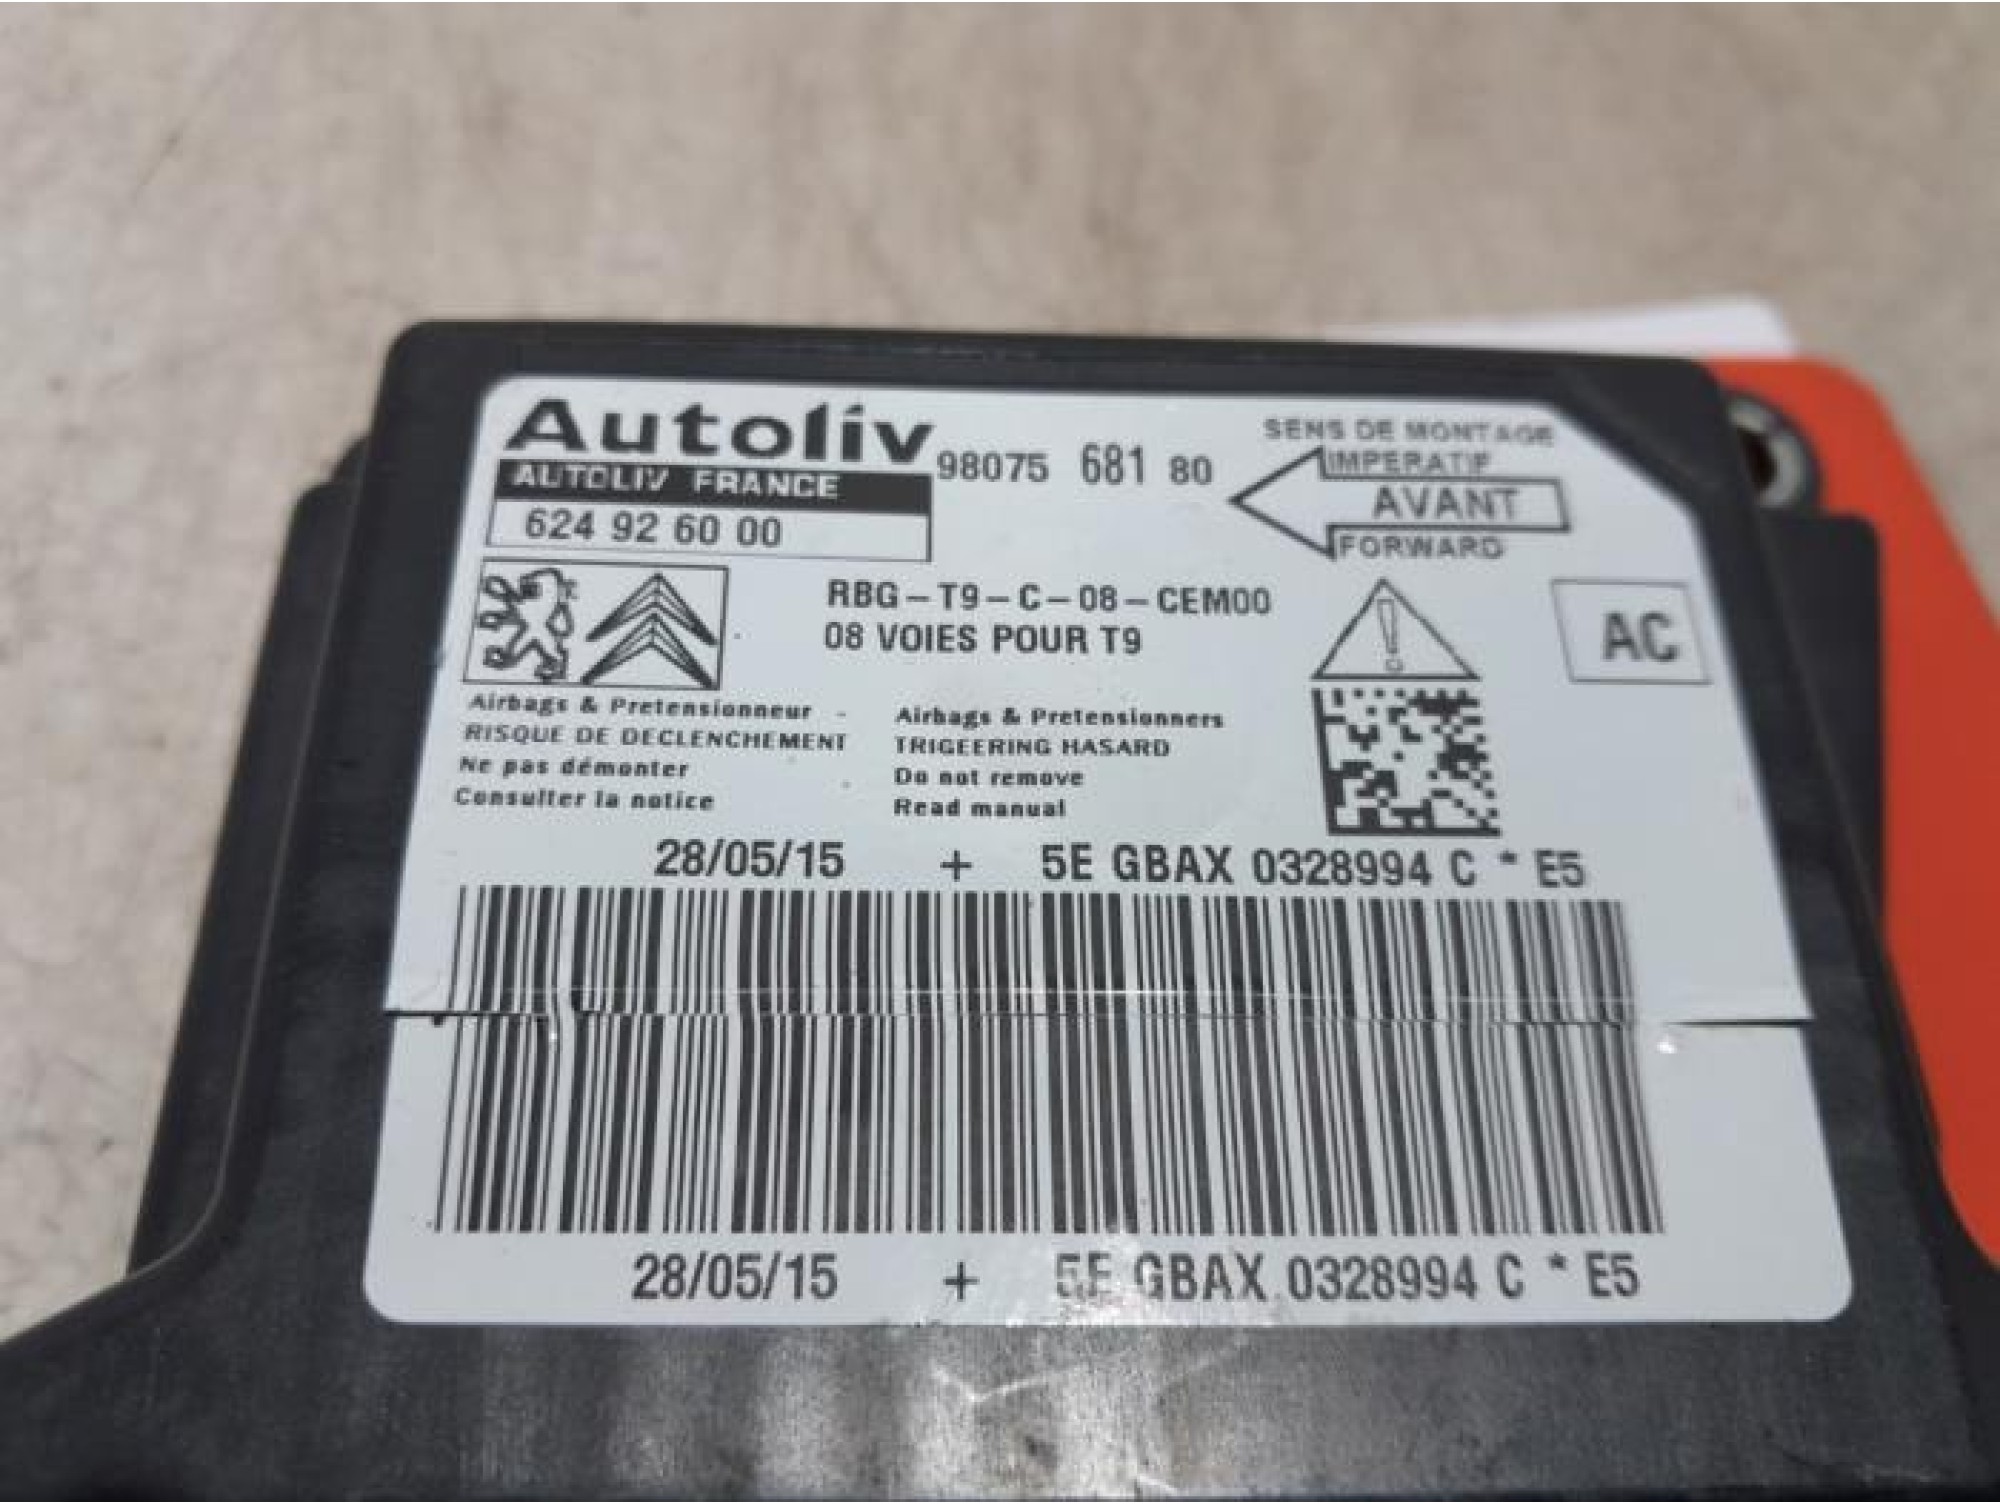 Autoliv
AUTOLIV FRANCE
624 92 60 00
98075 681 80
SENS DE MONTAGE
IMPERATIF
AVANT
FORWARD
RBG-T9-C-08-CEM00
08 VOIES POUR T9
AC
Airbags & Pretensionneur -
RISQUE DE DECLENCHEMENT
Ne pas démonter
Consulter la notice
Airbags & Pretensionners
TRIGEERING HASARD
Do not remove
Read manual
28/05/15 + 5E GBAX 0328994 C * E5
28/05/15 + 5E GBAX 0328994 C * E5